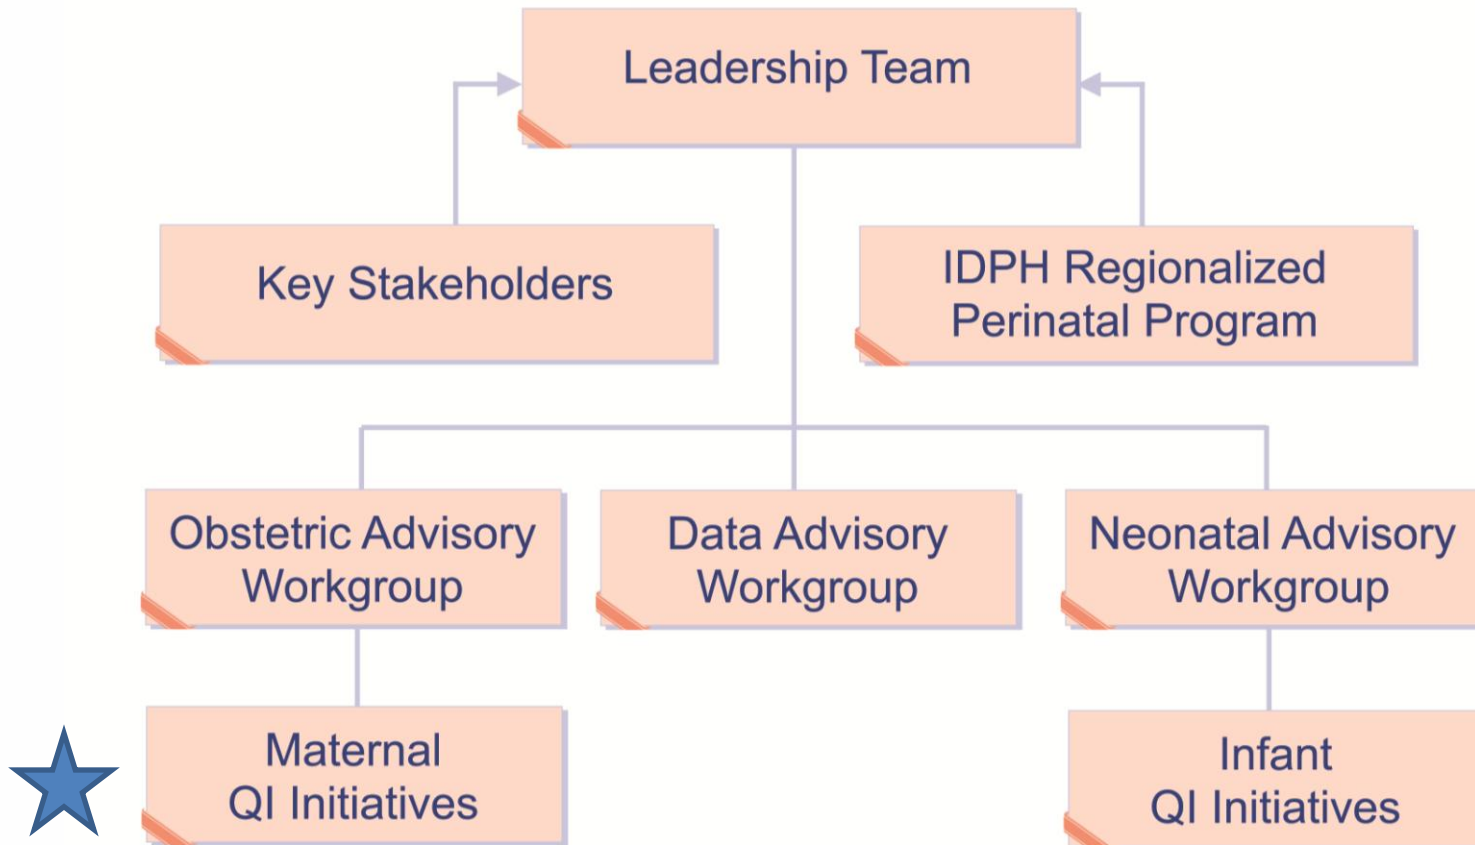 Leadership Team
Key Stakeholders
IDPH Regionalized
Perinatal Program
Obstetric Advisory
Workgroup
Data Advisory
Workgroup
Neonatal Advisory
Workgroup
Maternal
QI Initiatives
Infant
QI Initiatives